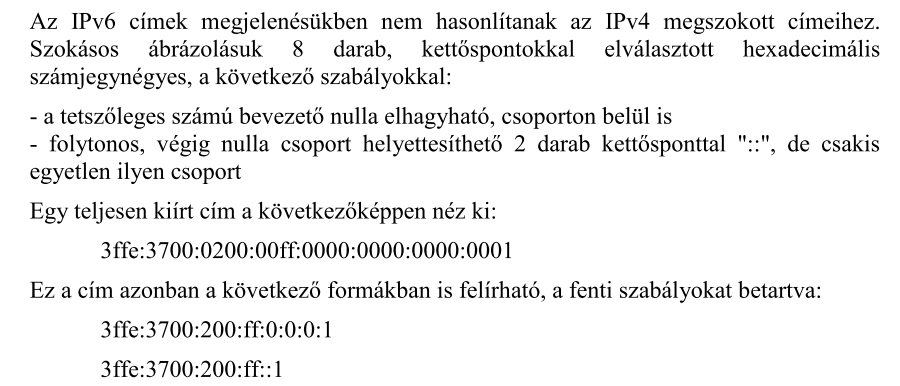 Az IPv6 címek megjelenésükben nem hasonlítanak az IPv4 megszokott címeihez.
Szokásos ábrázolásuk 8 darab, kettőspontokkal elválasztott hexadecimális
számjegynégyes, a következő szabályokkal:
- a tetszőleges számú bevezető nulla elhagyható, csoporton belül is
- folytonos, végig nulla csoport helyettesíthető 2 darab kettősponttal "::", de csakis
egyetlen ilyen csoport
Egy teljesen kiírt cím a következőképpen néz ki:
3ffe:3700:0200:00ff:0000:0000:0000:0001
Ez a cím azonban a következő formákban is felírható, a fenti szabályokat betartva:
3ffe:3700:200:ff:0:0:0:1
3ffe:3700:200:ff::1